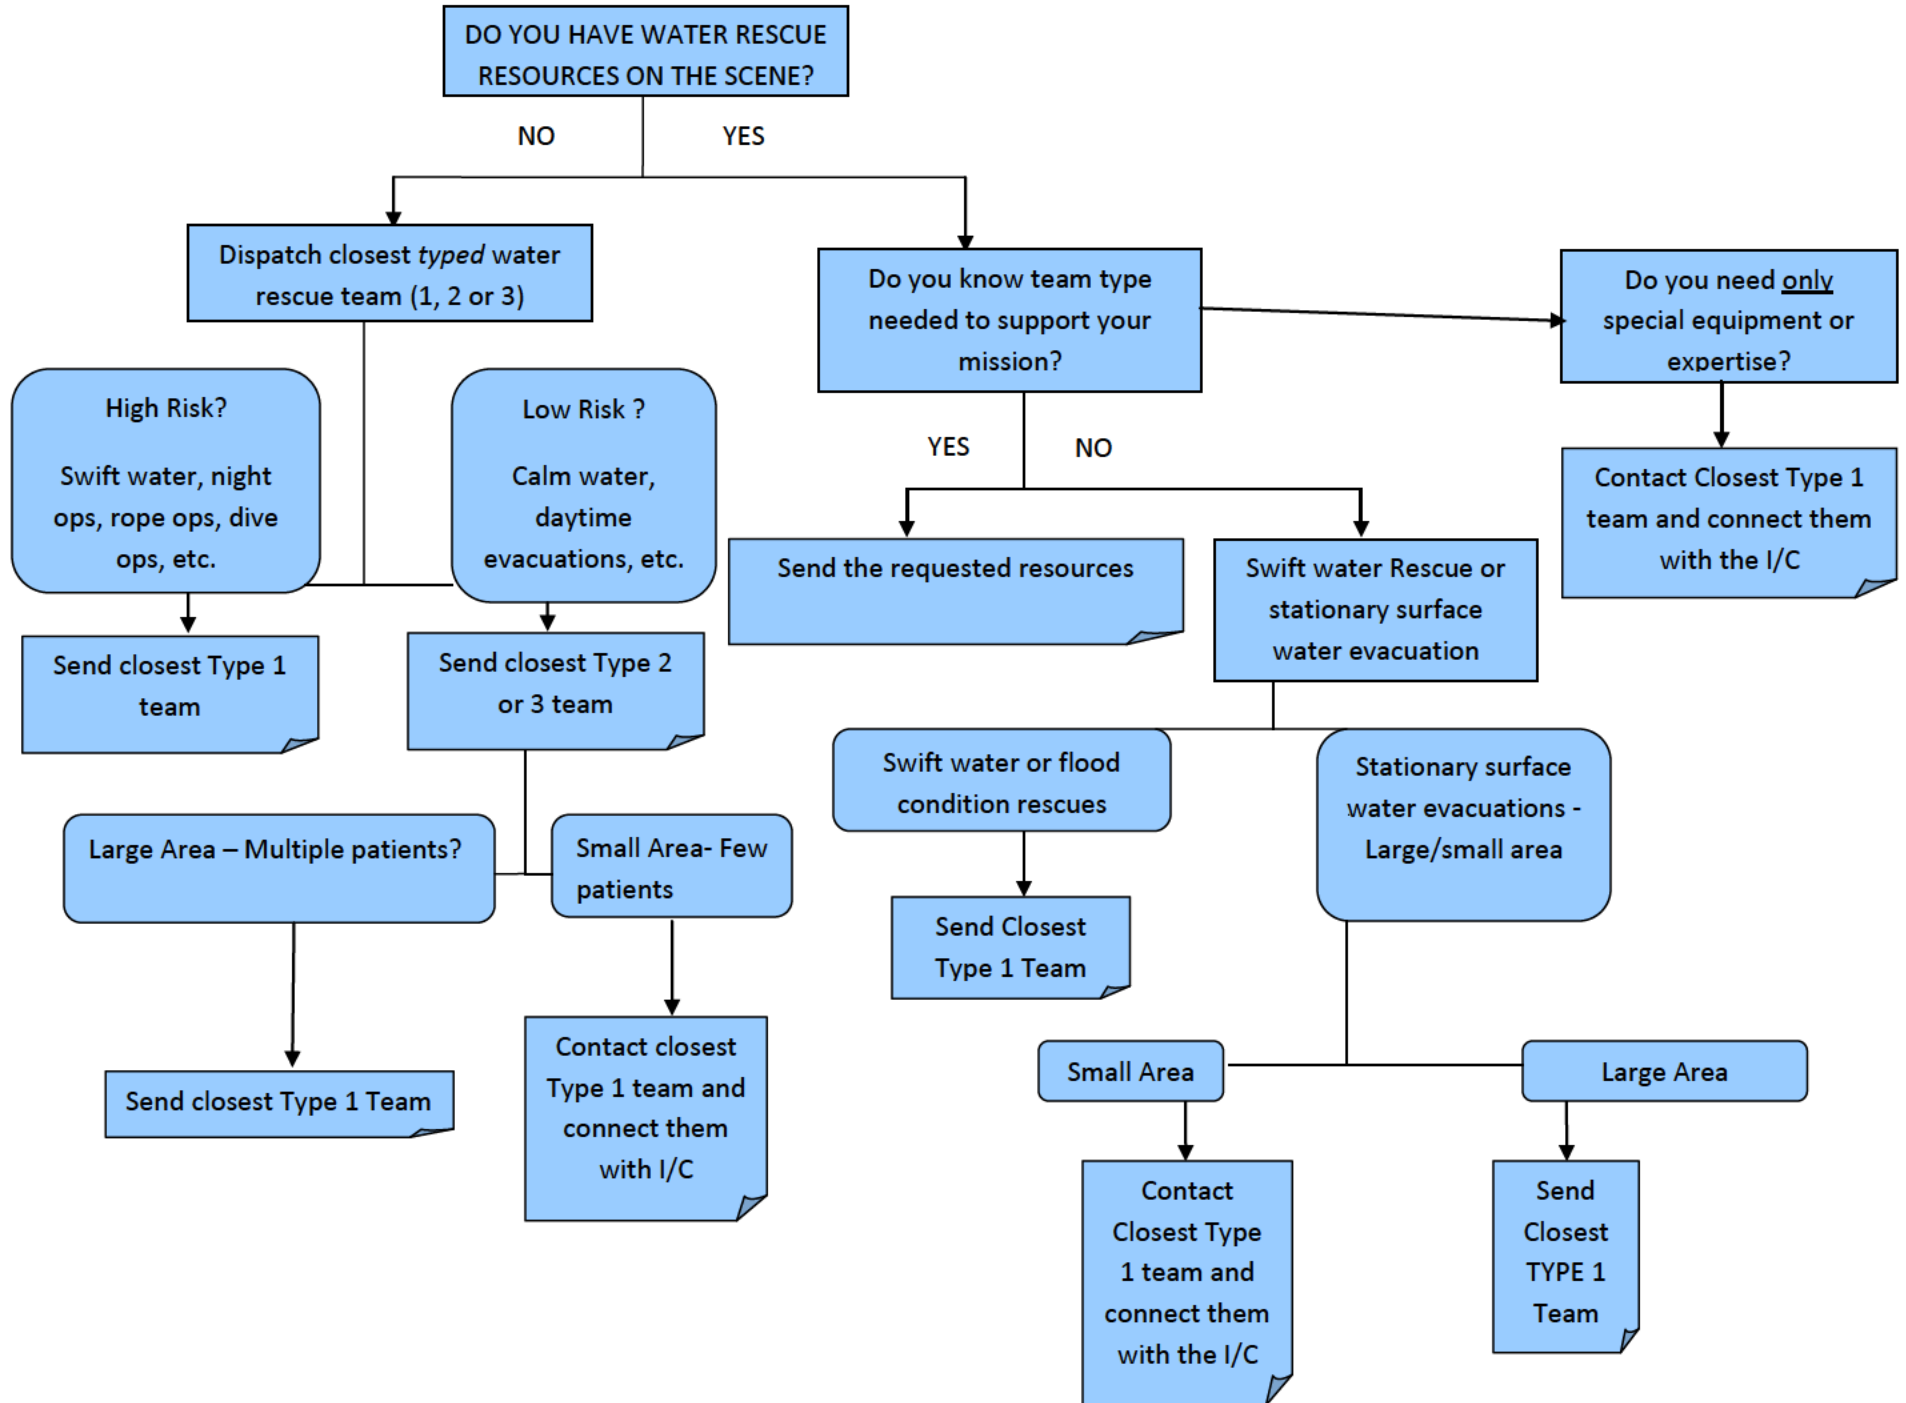 DO YOU HAVE WATER RESCUE
RESOURCES ON THE SCENE?
NO
YES
Dispatch closest typed water
rescue team (1, 2 or 3)
Do you know team type
needed to support your
mission?
Do you need only
special equipment or
expertise?
High Risk?
Swift water, night
ops, rope ops, dive
ops, etc.
Low Risk ?
Calm water,
daytime
evacuations, etc.
YES
NO
Contact Closest Type 1
team and connect them
with the I/C
Send the requested resources
Swift water Rescue or
stationary surface
water evacuation
Send closest Type 1
team
Send closest Type 2
or 3 team
Swift water or flood
condition rescues
Stationary surface
water evacuations -
Large/small area
Large Area – Multiple patients?
Small Area- Few
patients
Send Closest
Type 1 Team
Send closest Type 1 Team
Contact closest
Type 1 team and
connect them
with I/C
Small Area
Large Area
Contact
Closest Type
1 team and
connect them
with the I/C
Send
Closest
TYPE 1
Team